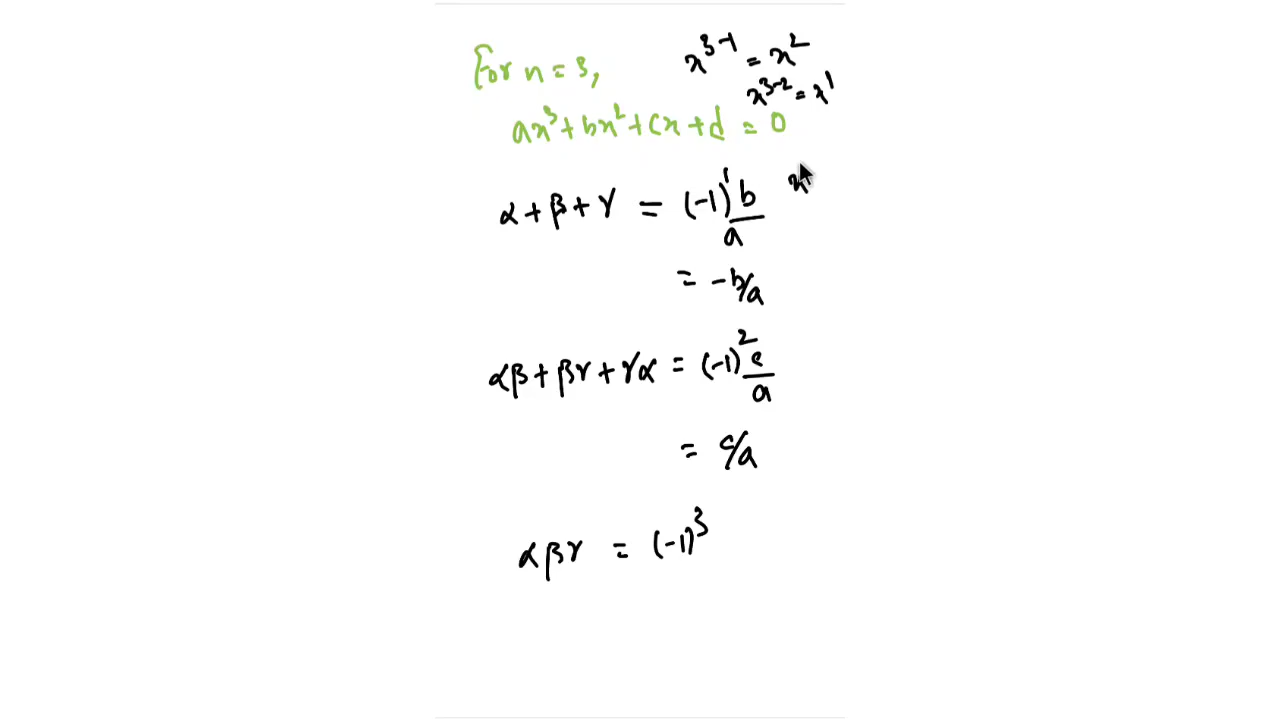 For n = 3,
x^{3-1} = x^2
x^{3-2} = x^1
ax^3 + bx^2 + cx + d = 0
α + β + γ = (-1)^1 b/a
x
= -b/a
αβ + βγ + γα = (-1)^2 c/a
= c/a
αβγ = (-1)^3